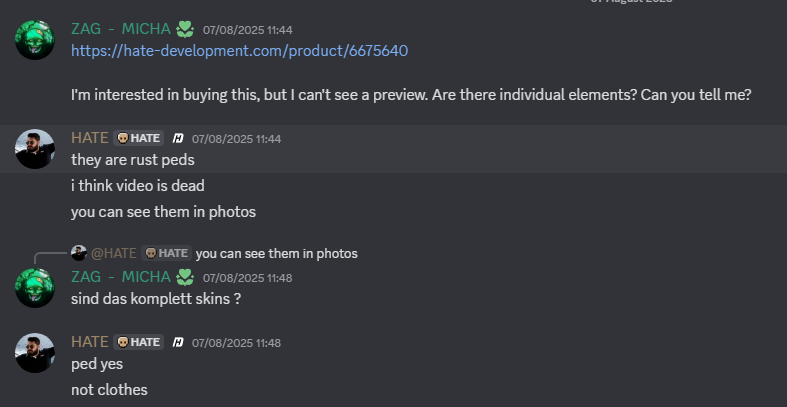 ZAG - MICHA 07/08/2025 11:44
https://hate-development.com/product/6675640
I'm interested in buying this, but I can't see a preview. Are there individual elements? Can you tell me?
HATE HATE H 07/08/2025 11:44
they are rust peds
i think video is dead
you can see them in photos
@HATE HATE you can see them in photos
ZAG - MICHA 07/08/2025 11:48
sind das komplett skins ?
HATE HATE H 07/08/2025 11:48
ped yes
not clothes